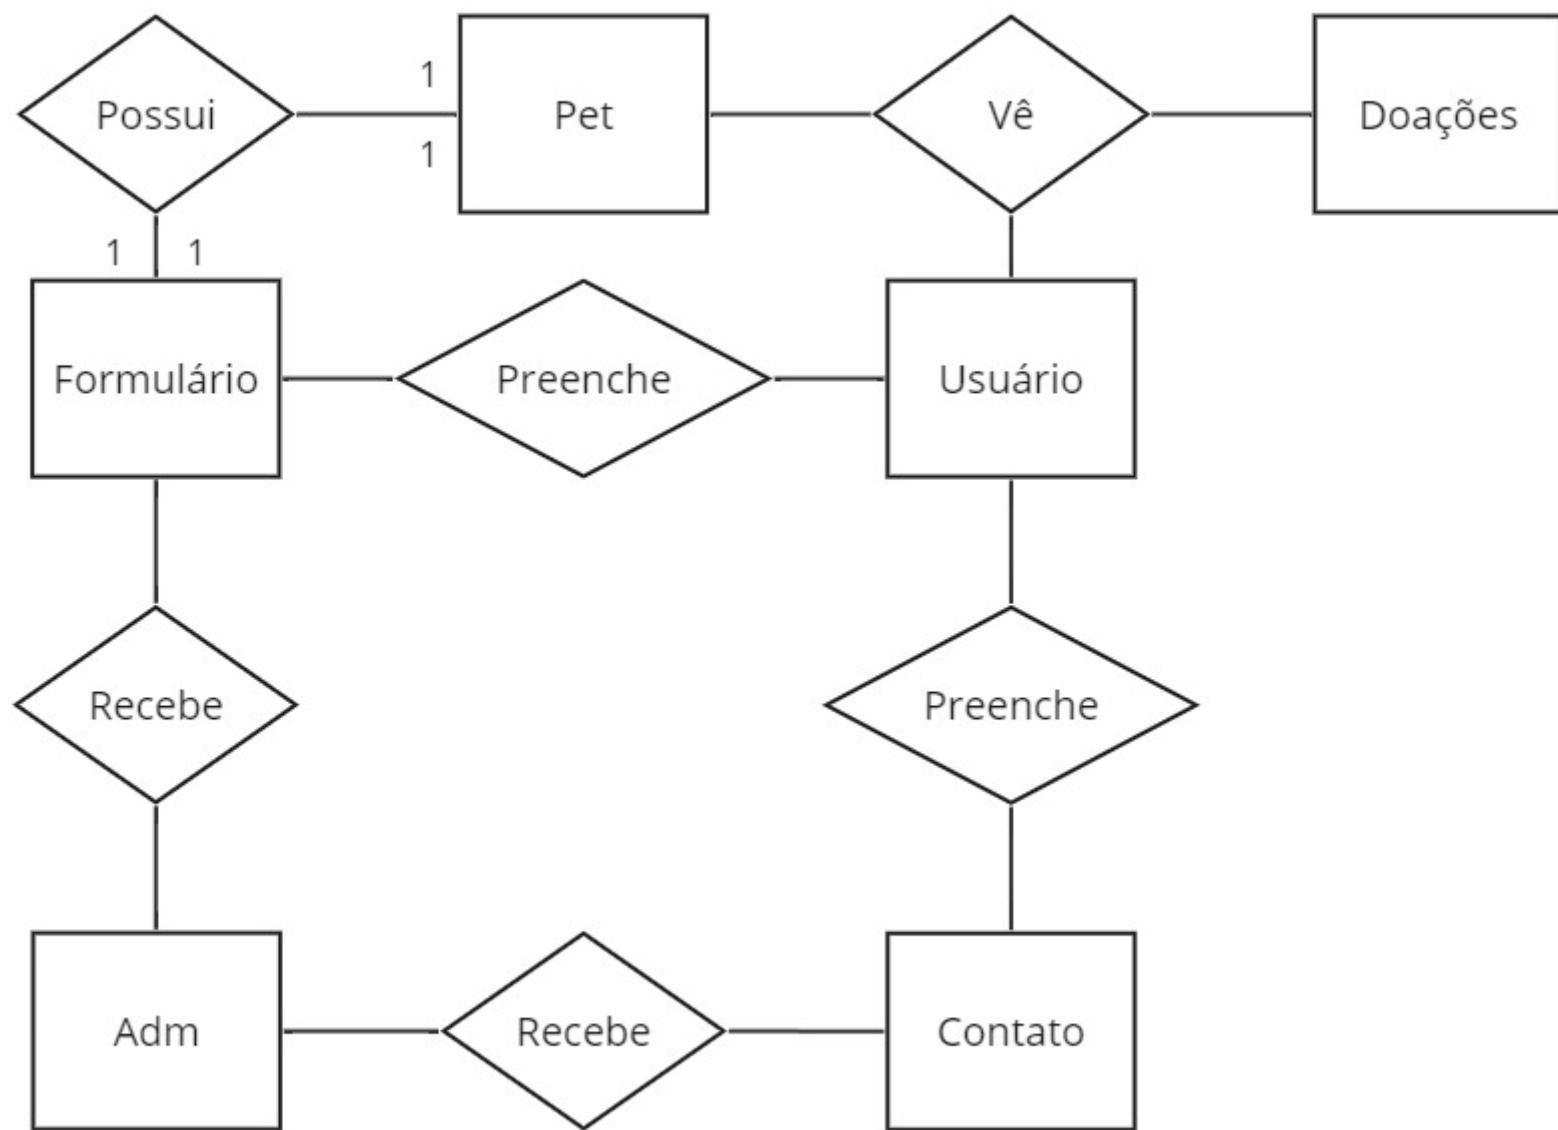 Possui
1
1
Pet
Vê
Doações
1 1
Formulário
Preenche
Usuário
Recebe
Preenche
Adm
Recebe
Contato